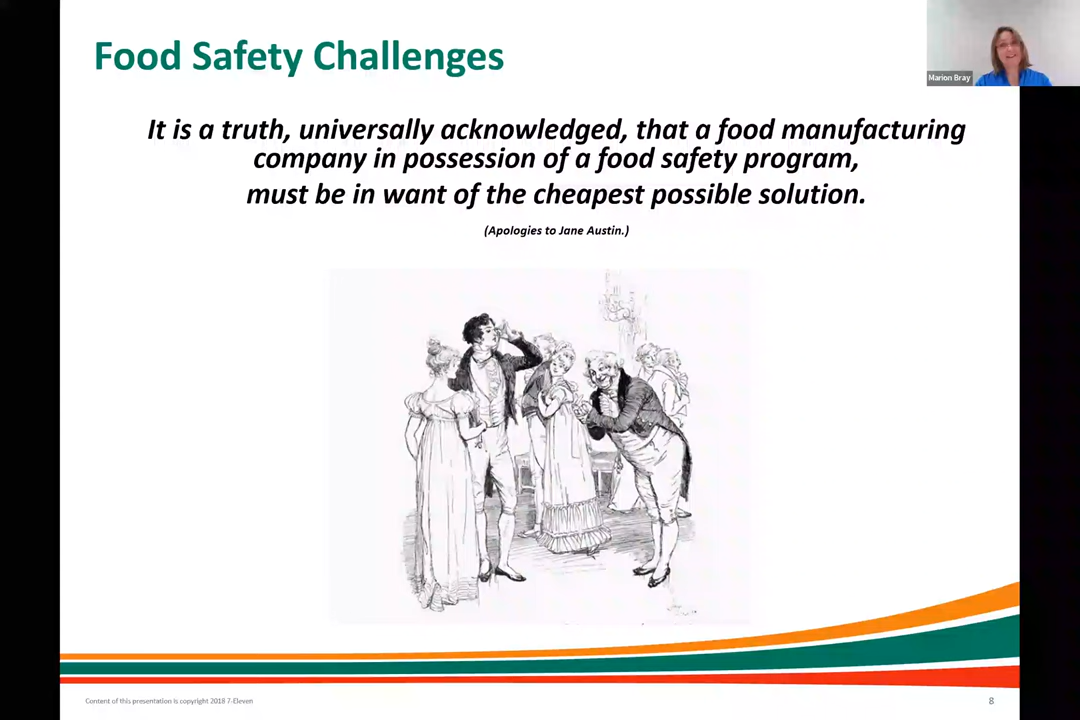 Food Safety Challenges
Marion Bray
It is a truth, universally acknowledged, that a food manufacturing
company in possession of a food safety program,
must be in want of the cheapest possible solution.
(Apologies to Jane Austin.)
Content of this presentation is copyright 2018 7-Eleven
8